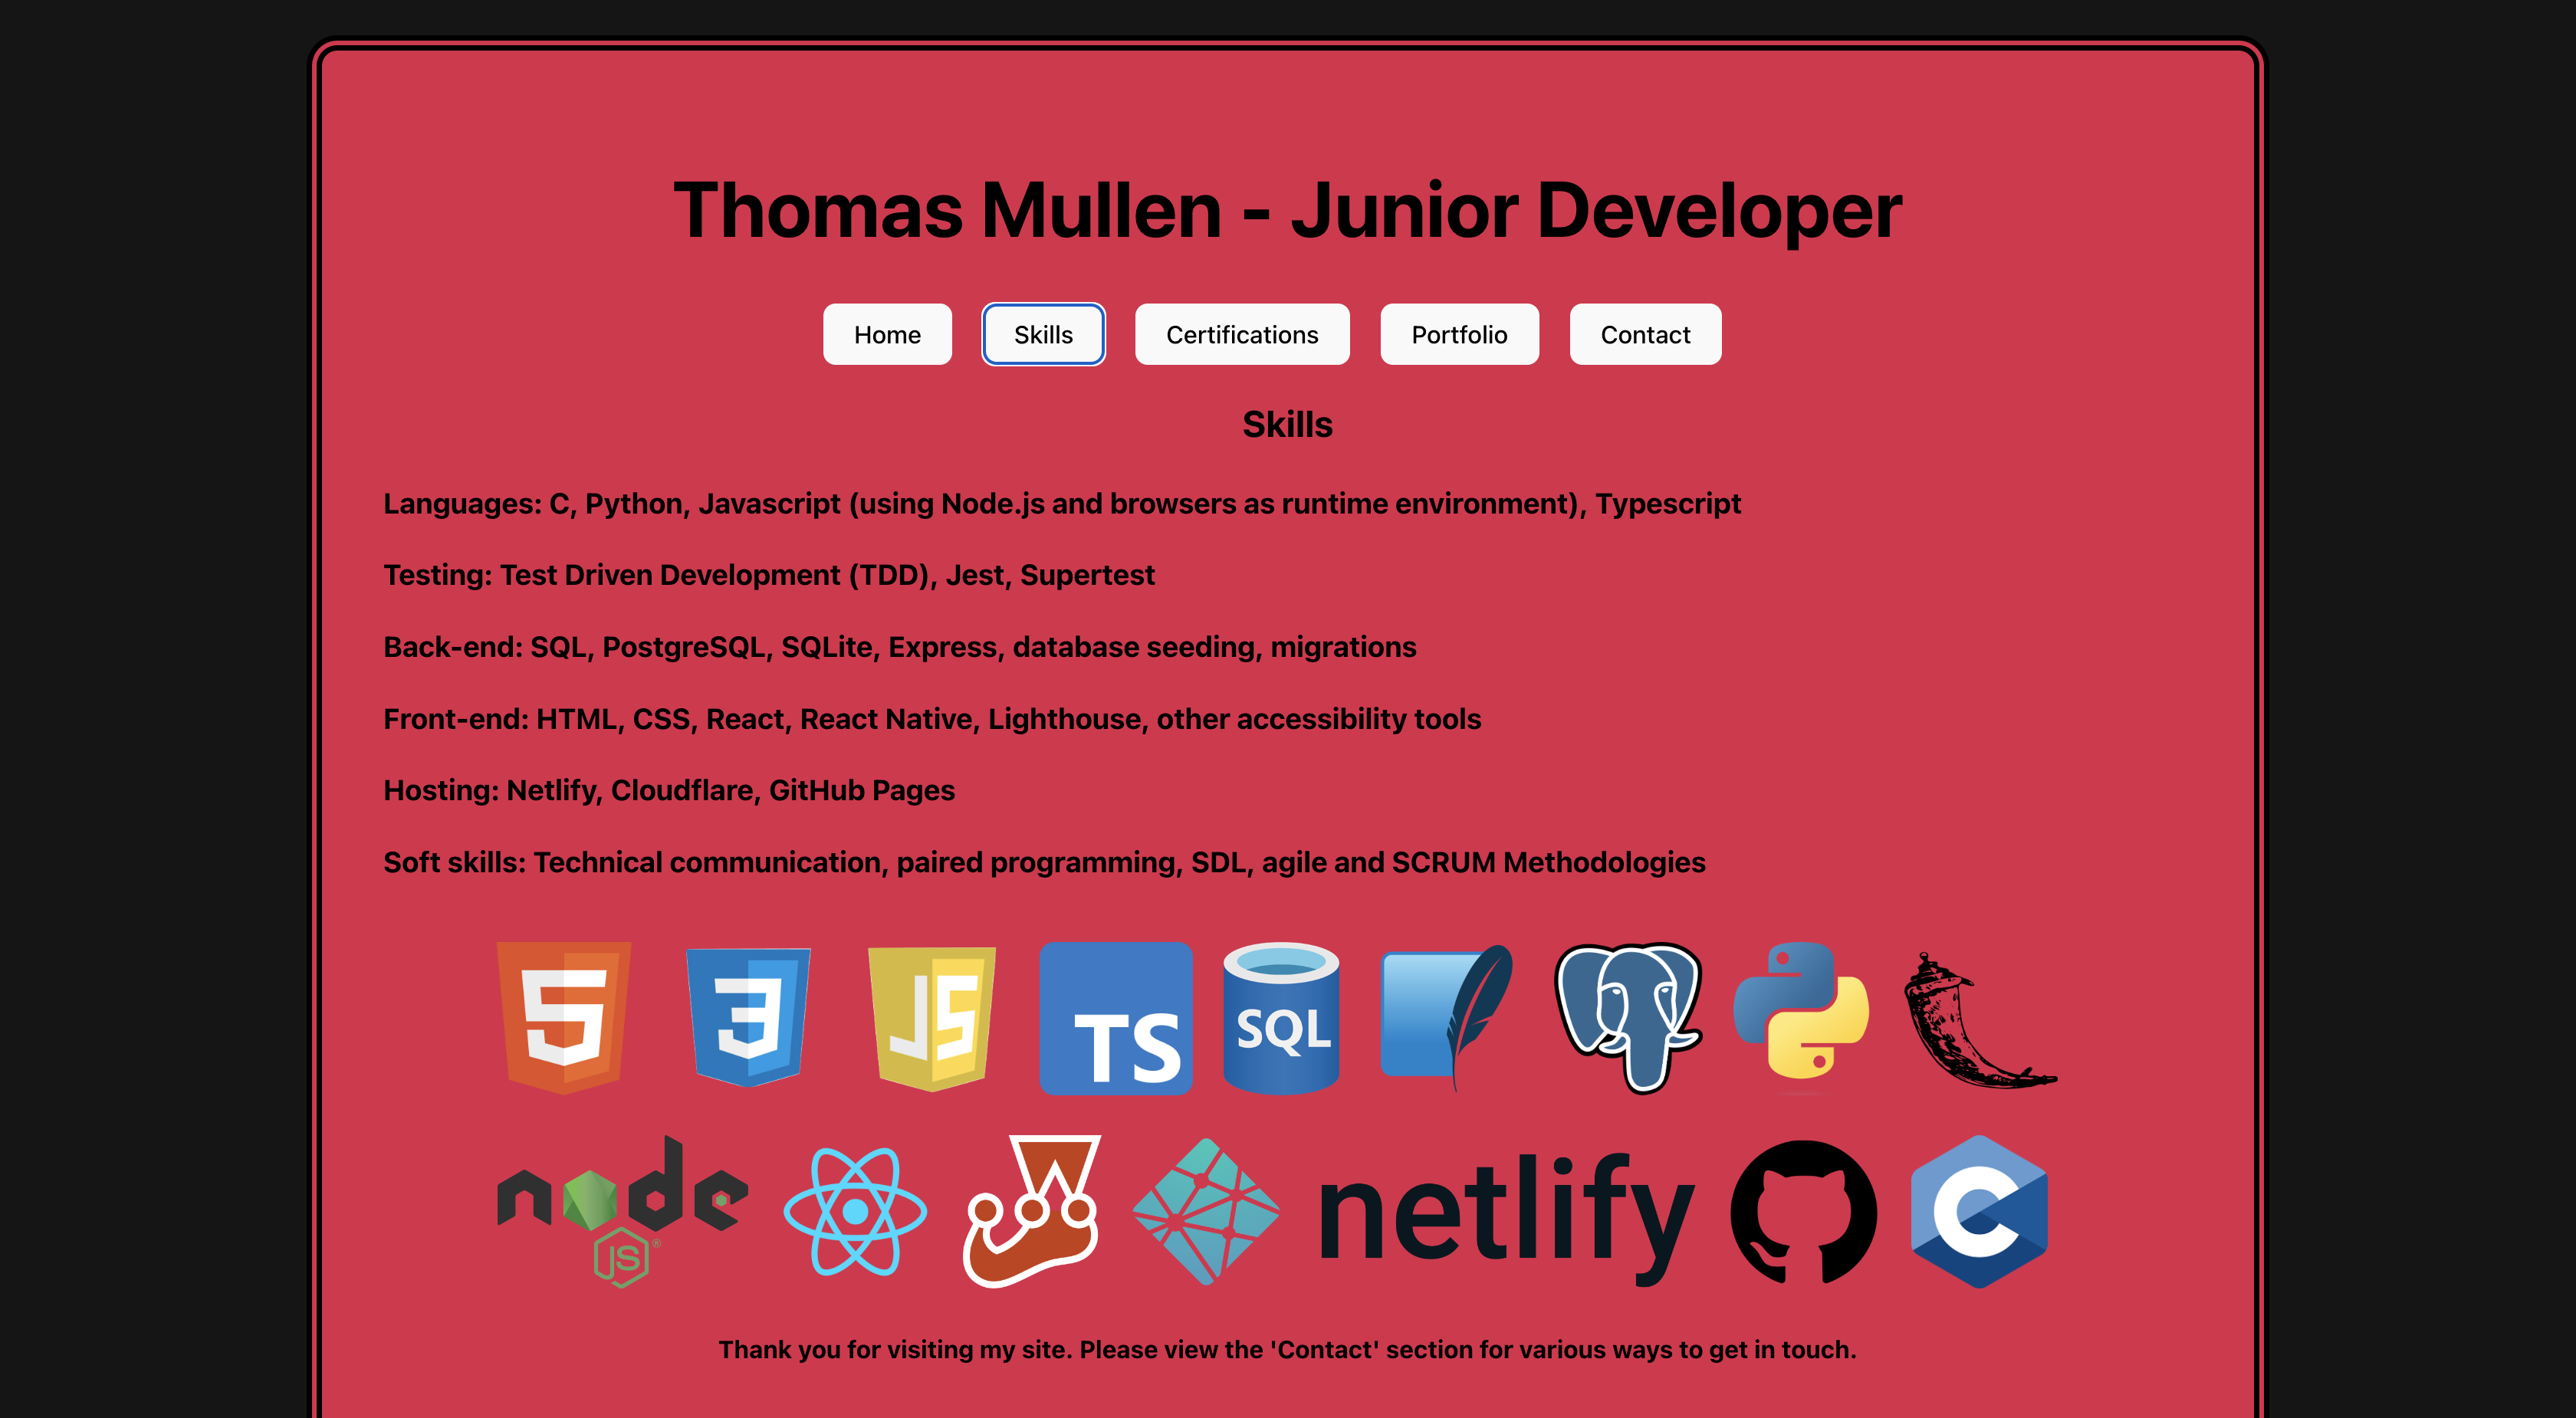 Thomas Mullen - Junior Developer
Home Skills Certifications Portfolio Contact
Skills
Languages: C, Python, Javascript (using Node.js and browsers as runtime environment), Typescript
Testing: Test Driven Development (TDD), Jest, Supertest
Back-end: SQL, PostgreSQL, SQLite, Express, database seeding, migrations
Front-end: HTML, CSS, React, React Native, Lighthouse, other accessibility tools
Hosting: Netlify, Cloudflare, GitHub Pages
Soft skills: Technical communication, paired programming, SDL, agile and SCRUM Methodologies
5 3 JS TS SQL
node JS ® netlify C
Thank you for visiting my site. Please view the 'Contact' section for various ways to get in touch.